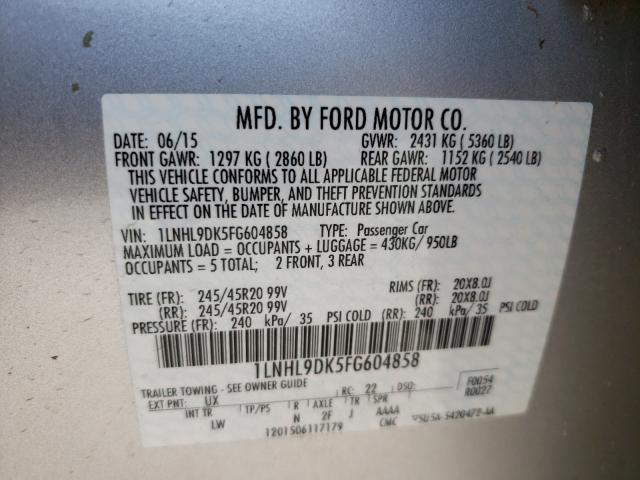 MFD. BY FORD MOTOR CO.
DATE: 06/15 GVWR: 2431 KG ( 5360 LB)
FRONT GAWR: 1297 KG ( 2860 LB) REAR GAWR: 1152 KG ( 2540 LB)
THIS VEHICLE CONFORMS TO ALL APPLICABLE FEDERAL MOTOR
VEHICLE SAFETY, BUMPER, AND THEFT PREVENTION STANDARDS
IN EFFECT ON THE DATE OF MANUFACTURE SHOWN ABOVE.
VIN: 1LNHL9DK5FG604858 TYPE: Passenger Car
MAXIMUM LOAD = OCCUPANTS + LUGGAGE = 430KG/ 950LB
OCCUPANTS = 5 TOTAL; 2 FRONT, 3 REAR
TIRE (FR): 245/45R20 99V RIMS (FR): 20X8.0J
(RR): 245/45R20 99V (RR): 20X8.0J
PRESSURE (FR): 240 kPa/ 35 PSI COLD (RR): 240 kPa/ 35 PSI COLD
1LNHL9DK5FG604858
TRAILER TOWING - SEE OWNER GUIDE RC: 22 DSO: F0054
EXT PNT: UX R0027
INT TR TP/PS R AXLE TR SPR
LW N 2F J AAAA
1201506117179 CMC